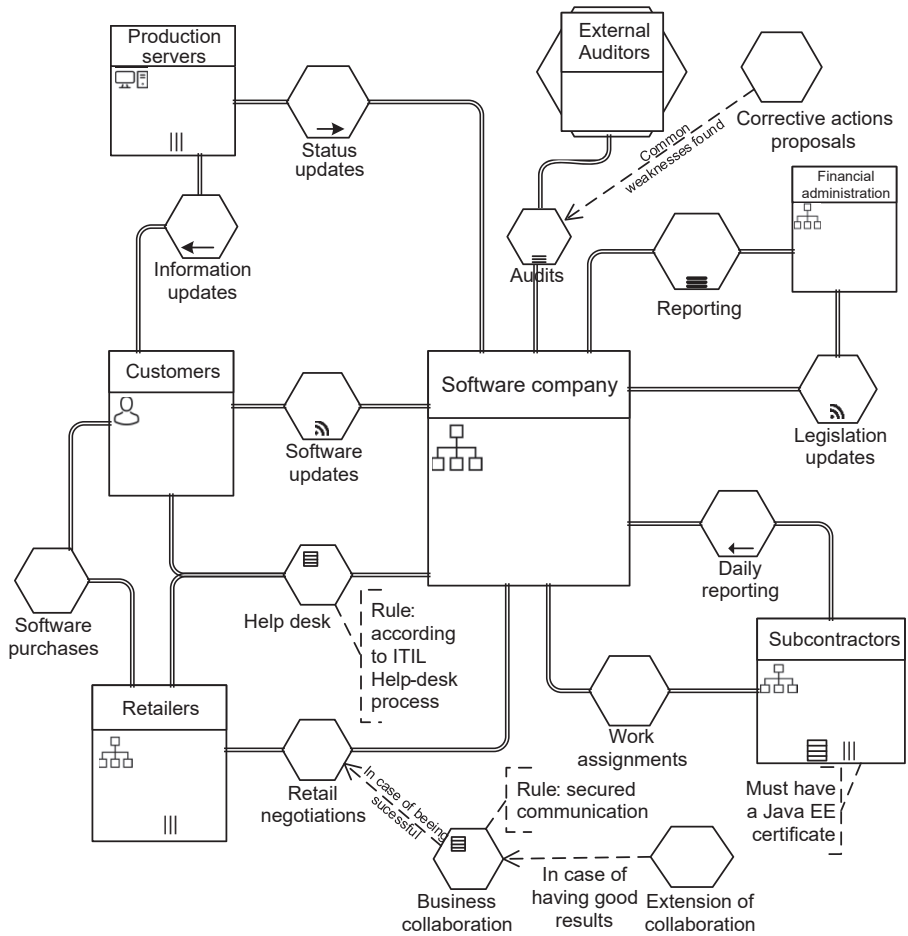 Production
servers
Status
updates
External
Auditors
Common
weaknesses found
Corrective actions
proposals
Financial
administration
Information
updates
Audits
Reporting
Customers
Software company
Software
updates
Legislation
updates
Daily
reporting
Help desk
Rule:
according
to ITIL
Help-desk
process
Software
purchases
Subcontractors
Retailers
Work
assignments
Retail
negotiations
In case of beeing
sucessful
Rule: secured
communication
Must have
a Java EE
certificate
Business
collaboration
In case of
having good
results
Extension of
collaboration